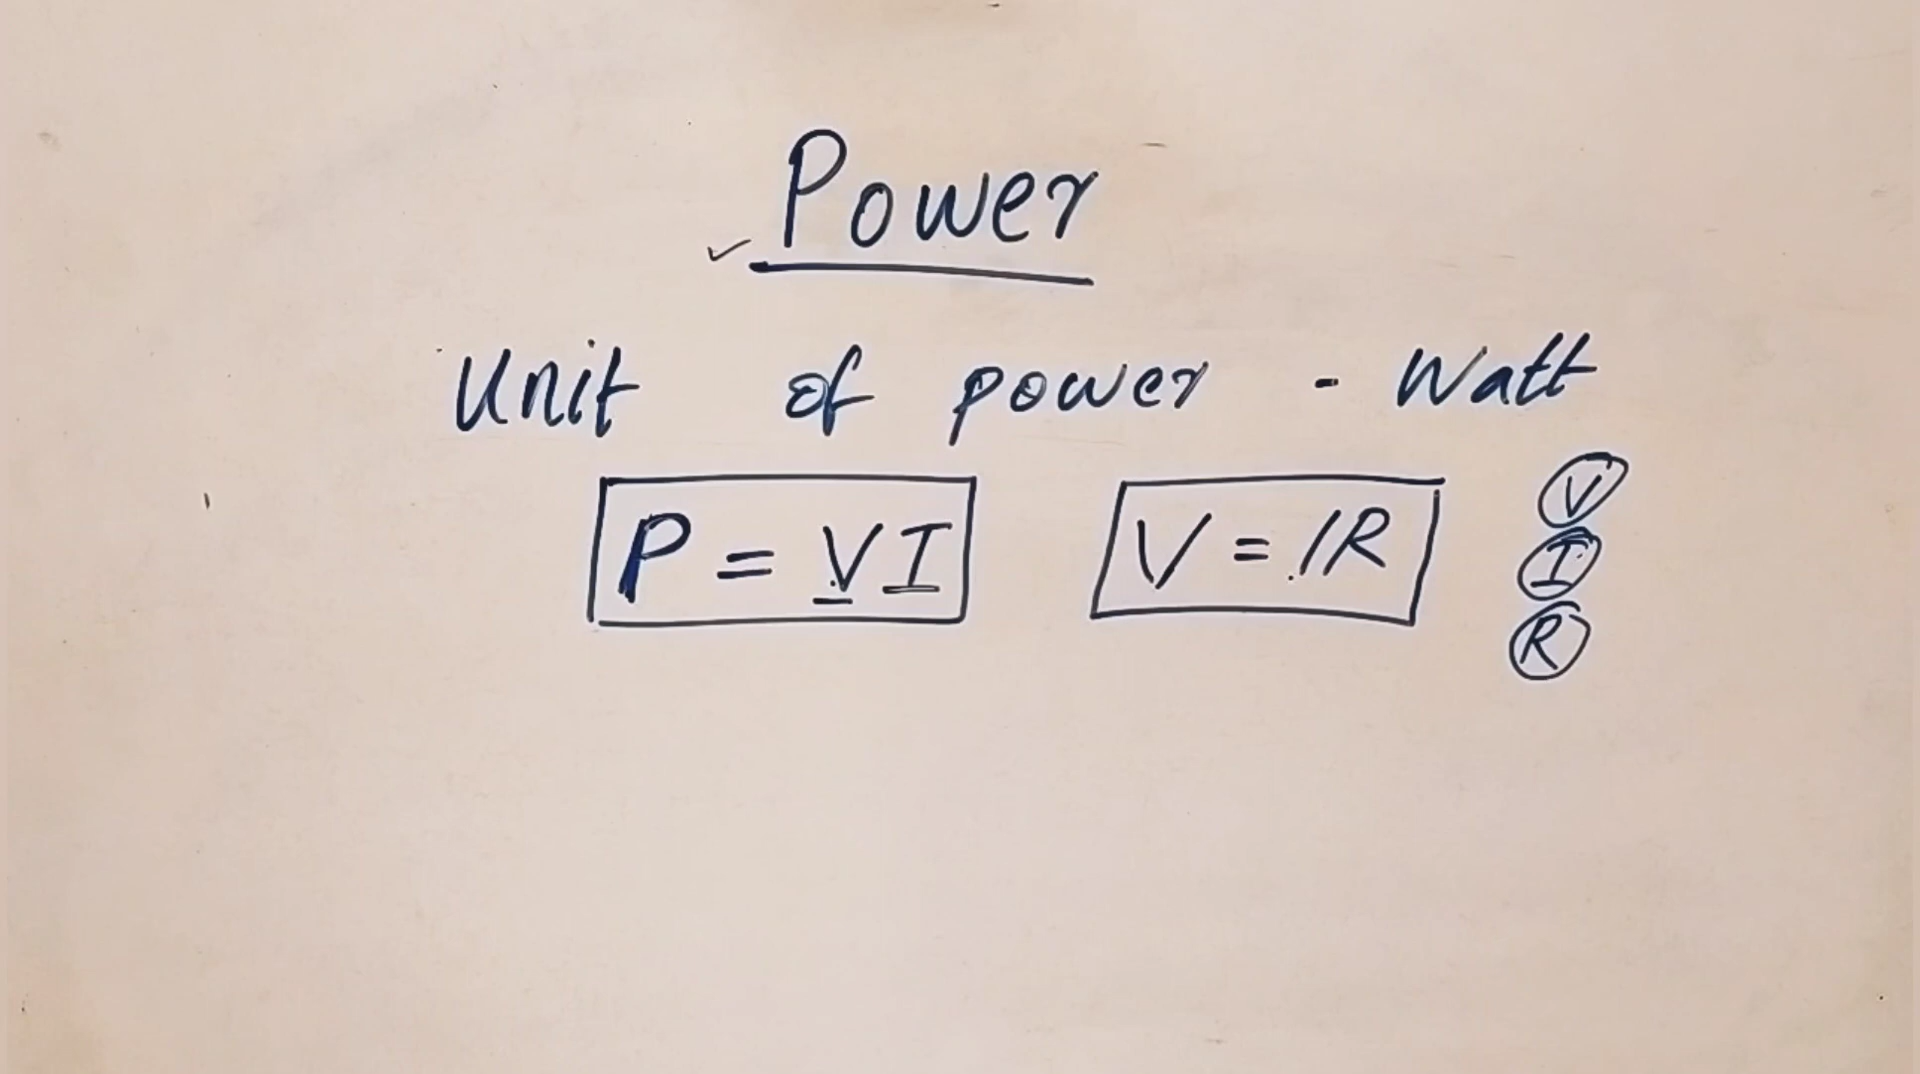 Power
Unit of power - Watt
P = VI V = IR
V
I
R